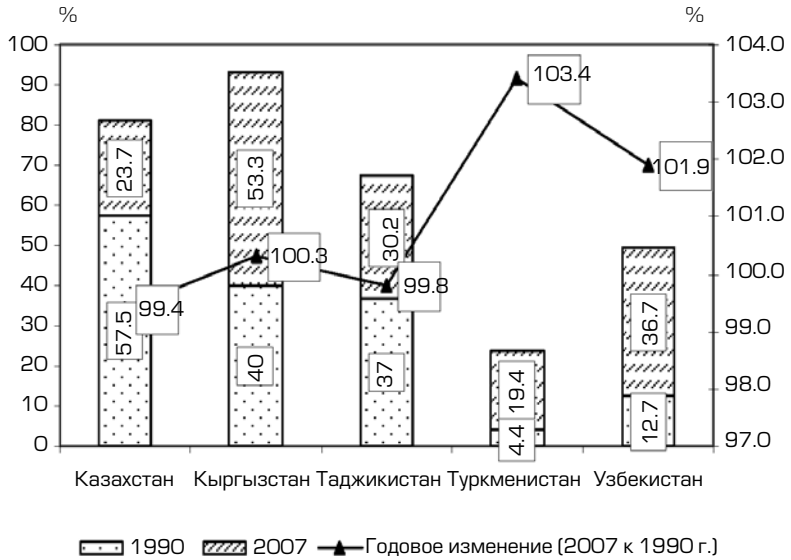 % %
100 104.0
90 103.4 103.0
80
70 23.7 53.3 102.0
101.9
60 101.0
50 30.2
100.3 100.0
40 99.8
99.4 36.7
30 57.5 99.0
20 40 37 98.0
19.4
10 12.7
4.4
0 97.0
Казахстан Кыргызстан Таджикистан Туркменистан Узбекистан
1990 2007 Годовое изменение (2007 к 1990 г.)